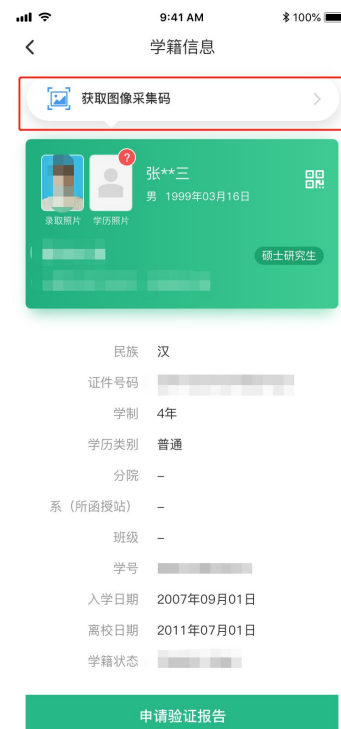 9:41 AM
100%
学籍信息
获取图像采集码
?
张**三
男 1999年03月16日
录取照片 学历照片
硕士研究生
民族 汉
证件号码
学制 4年
学历类别 普通
分院 –
系（所函授站） –
班级 –
学号
入学日期 2007年09月01日
离校日期 2011年07月01日
学籍状态
申请验证报告